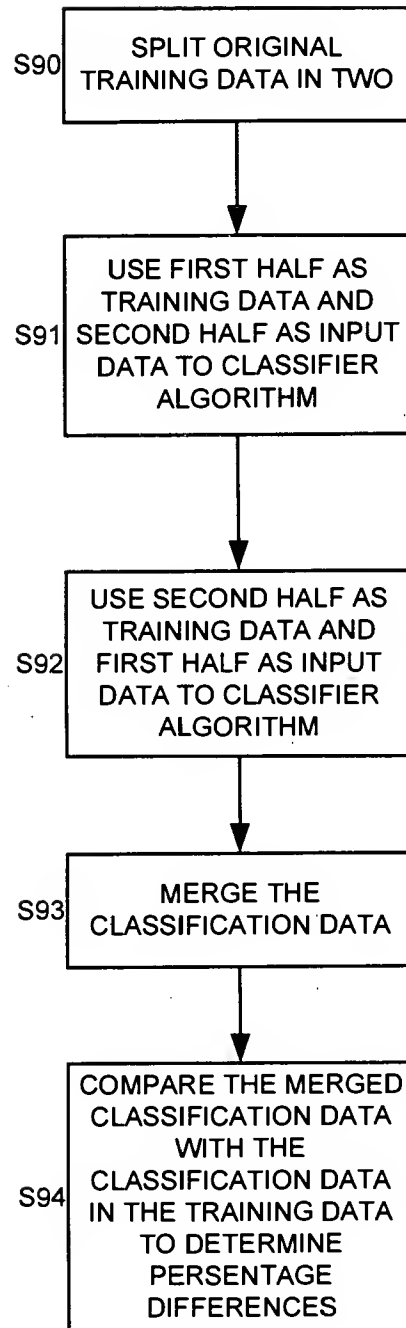 S90
SPLIT ORIGINAL
TRAINING DATA IN TWO
S91
USE FIRST HALF AS
TRAINING DATA AND
SECOND HALF AS INPUT
DATA TO CLASSIFIER
ALGORITHM
S92
USE SECOND HALF AS
TRAINING DATA AND
FIRST HALF AS INPUT
DATA TO CLASSIFIER
ALGORITHM
S93
MERGE THE
CLASSIFICATION DATA
S94
COMPARE THE MERGED
CLASSIFICATION DATA
WITH THE
CLASSIFICATION DATA
IN THE TRAINING DATA
TO DETERMINE
PERSENTAGE
DIFFERENCES